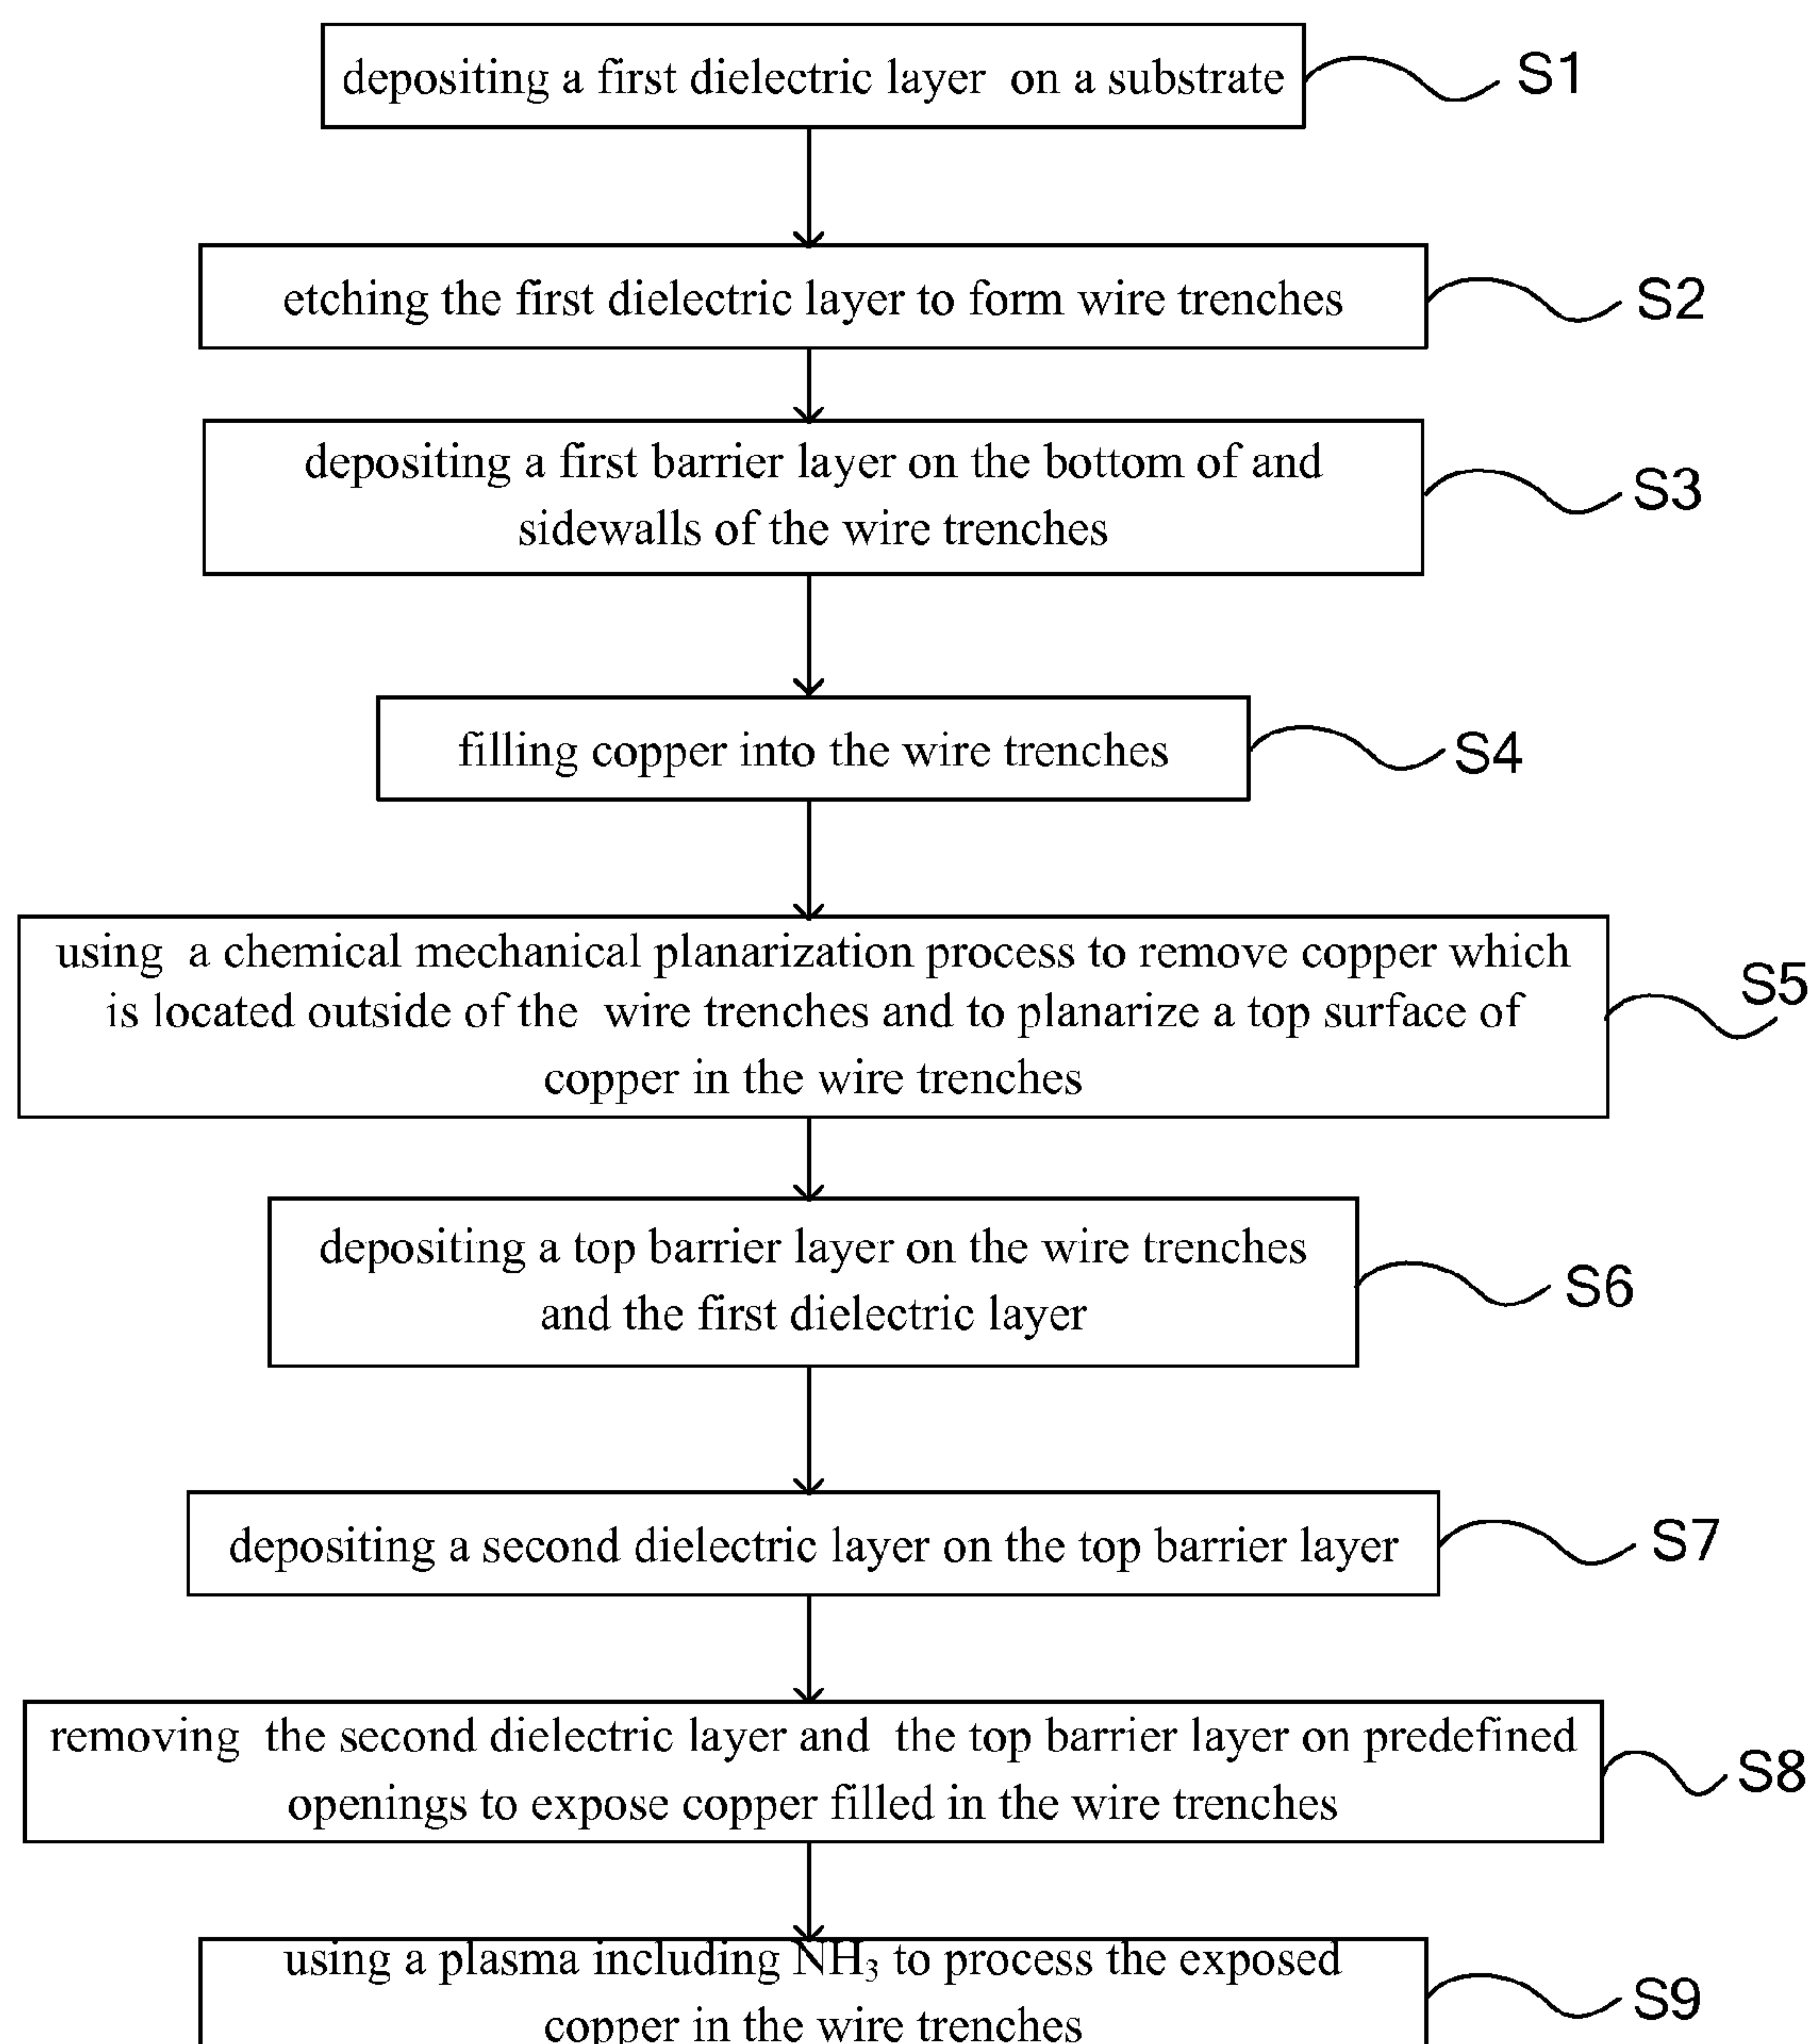 depositing a first dielectric layer on a substrate
S1
etching the first dielectric layer to form wire trenches
S2
depositing a first barrier layer on the bottom of and
sidewalls of the wire trenches
S3
filling copper into the wire trenches
S4
using a chemical mechanical planarization process to remove copper which
is located outside of the wire trenches and to planarize a top surface of
copper in the wire trenches
S5
depositing a top barrier layer on the wire trenches
and the first dielectric layer
S6
depositing a second dielectric layer on the top barrier layer
S7
removing the second dielectric layer and the top barrier layer on predefined
openings to expose copper filled in the wire trenches
S8
using a plasma including NH₃ to process the exposed
copper in the wire trenches
S9